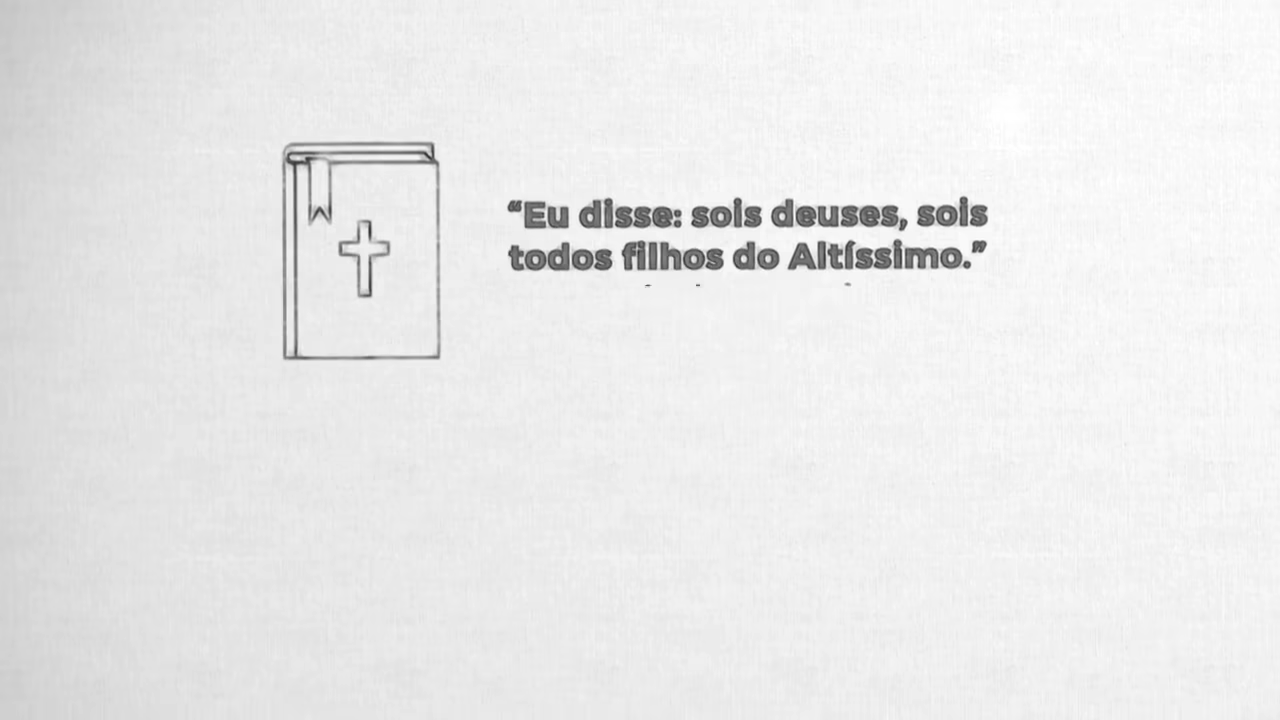 “Eu disse: sois deuses, sois
todos filhos do Altíssimo.”